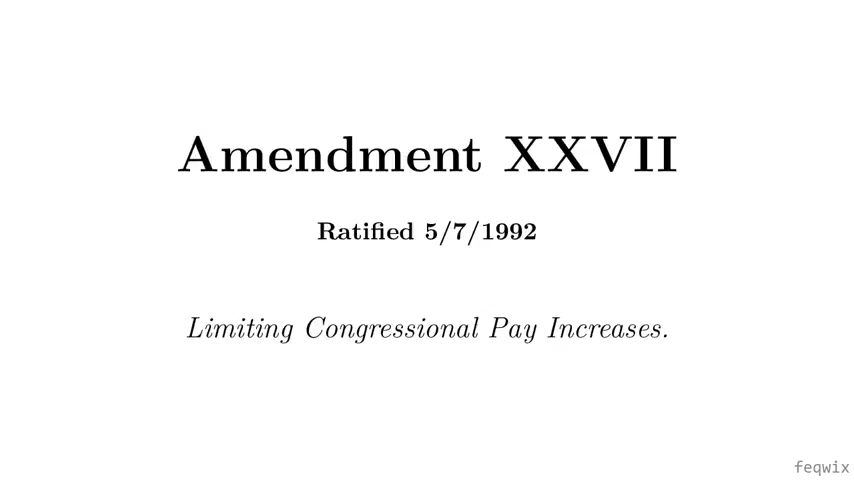 Amendment XXVII
Ratified 5/7/1992
Limiting Congressional Pay Increases.
feqwix